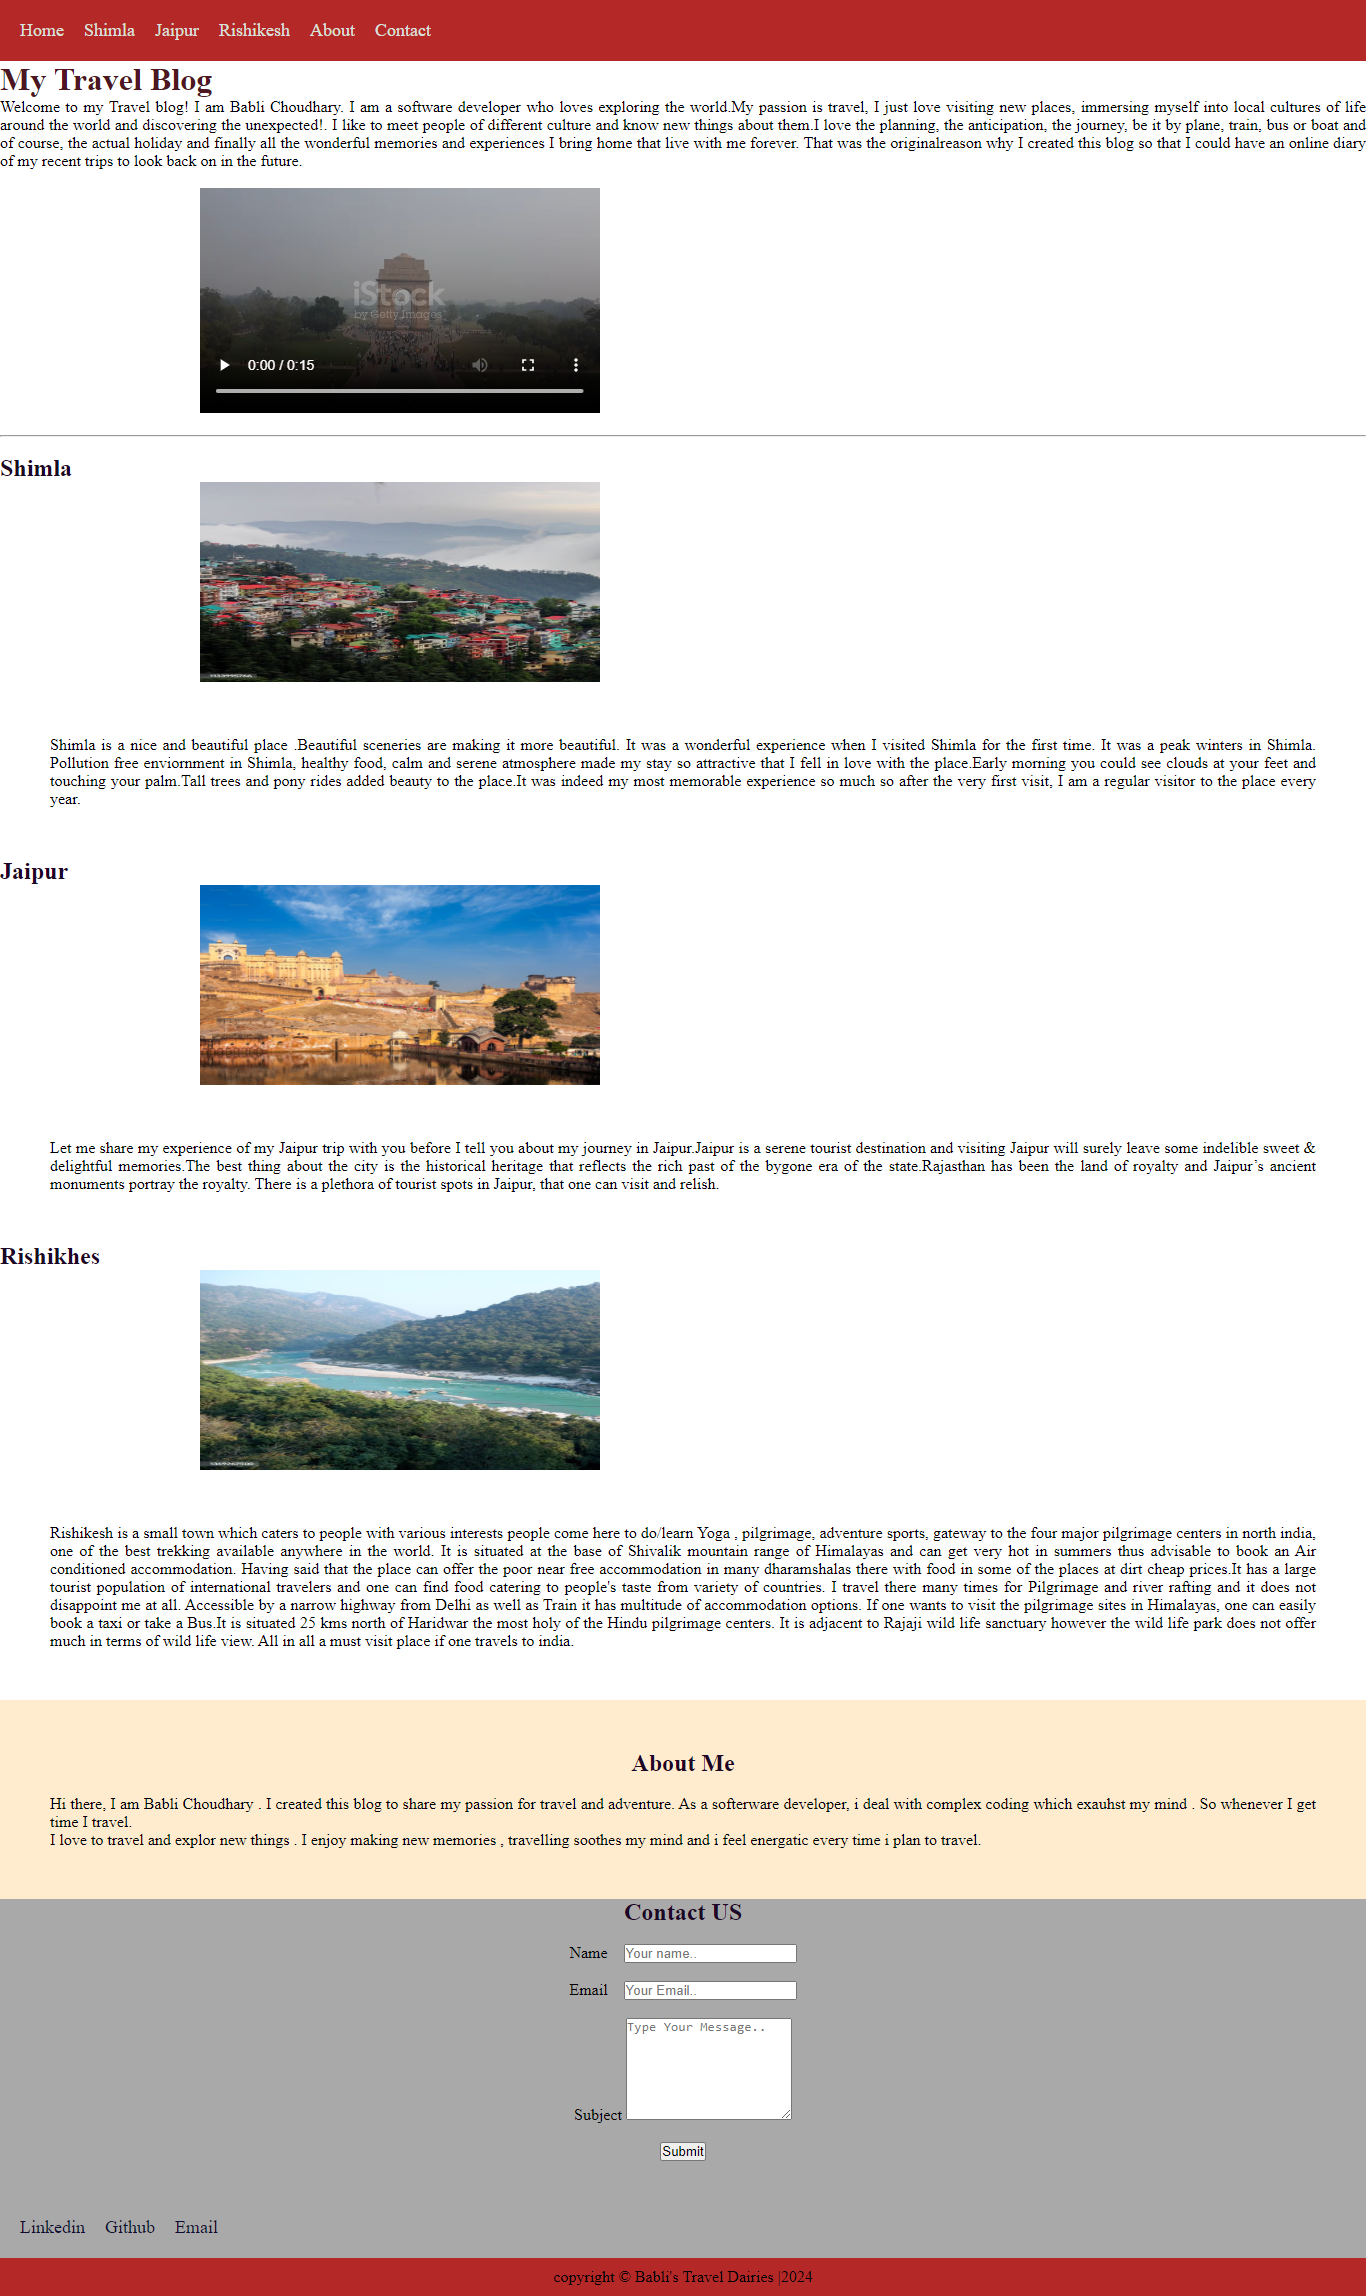 Home Shimla Jaipur Rishikesh About Contact
My Travel Blog
Welcome to my Travel blog! I am Babli Choudhary. I am a software developer who loves exploring the world.My passion is travel, I just love visiting new places, immersing myself into local cultures of life
around the world and discovering the unexpected!. I like to meet people of different culture and know new things about them.I love the planning, the anticipation, the journey, be it by plane, train, bus or boat and
of course, the actual holiday and finally all the wonderful memories and experiences I bring home that live with me forever. That was the originalreason why I created this blog so that I could have an online diary
of my recent trips to look back on in the future.
iStock
by Getty Images
0:00 / 0:15
Shimla
Shimla is a nice and beautiful place .Beautiful sceneries are making it more beautiful. It was a wonderful experience when I visited Shimla for the first time. It was a peak winters in Shimla.
Pollution free enviornment in Shimla, healthy food, calm and serene atmosphere made my stay so attractive that I fell in love with the place.Early morning you could see clouds at your feet and
touching your palm.Tall trees and pony rides added beauty to the place.It was indeed my most memorable experience so much so after the very first visit, I am a regular visitor to the place every
year.
Jaipur
Let me share my experience of my Jaipur trip with you before I tell you about my journey in Jaipur.Jaipur is a serene tourist destination and visiting Jaipur will surely leave some indelible sweet &
delightful memories.The best thing about the city is the historical heritage that reflects the rich past of the bygone era of the state.Rajasthan has been the land of royalty and Jaipur’s ancient
monuments portray the royalty. There is a plethora of tourist spots in Jaipur, that one can visit and relish.
Rishikhes
Rishikesh is a small town which caters to people with various interests people come here to do/learn Yoga , pilgrimage, adventure sports, gateway to the four major pilgrimage centers in north india,
one of the best trekking available anywhere in the world. It is situated at the base of Shivalik mountain range of Himalayas and can get very hot in summers thus advisable to book an Air
conditioned accommodation. Having said that the place can offer the poor near free accommodation in many dharamshalas there with food in some of the places at dirt cheap prices.It has a large
tourist population of international travelers and one can find food catering to people's taste from variety of countries. I travel there many times for Pilgrimage and river rafting and it does not
disappoint me at all. Accessible by a narrow highway from Delhi as well as Train it has multitude of accommodation options. If one wants to visit the pilgrimage sites in Himalayas, one can easily
book a taxi or take a Bus.It is situated 25 kms north of Haridwar the most holy of the Hindu pilgrimage centers. It is adjacent to Rajaji wild life sanctuary however the wild life park does not offer
much in terms of wild life view. All in all a must visit place if one travels to india.
About Me
Hi there, I am Babli Choudhary . I created this blog to share my passion for travel and adventure. As a softerware developer, i deal with complex coding which exauhst my mind . So whenever I get
time I travel.
I love to travel and explor new things . I enjoy making new memories , travelling soothes my mind and i feel energatic every time i plan to travel.
Contact US
Name Your name..
Email Your Email..
Type Your Message..
Subject
Submit
Linkedin Github Email
copyright © Babli's Travel Dairies |2024